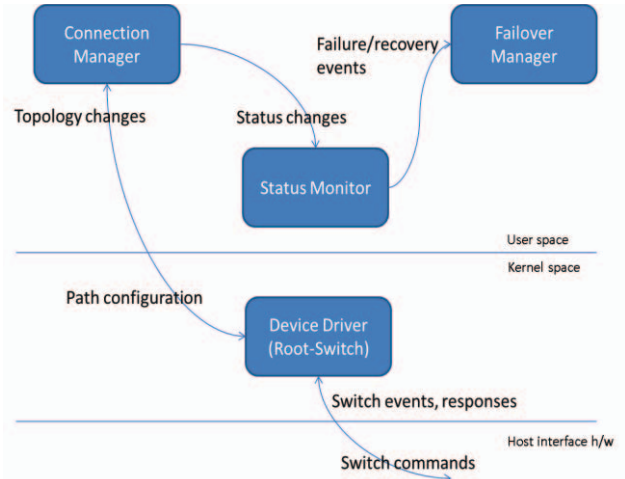 Connection
Manager
Failure/recovery
events
Failover
Manager
Topology changes
Status changes
Status Monitor
User space
Kernel space
Path configuration
Device Driver
(Root-Switch)
Switch events, responses
Host interface h/w
Switch commands